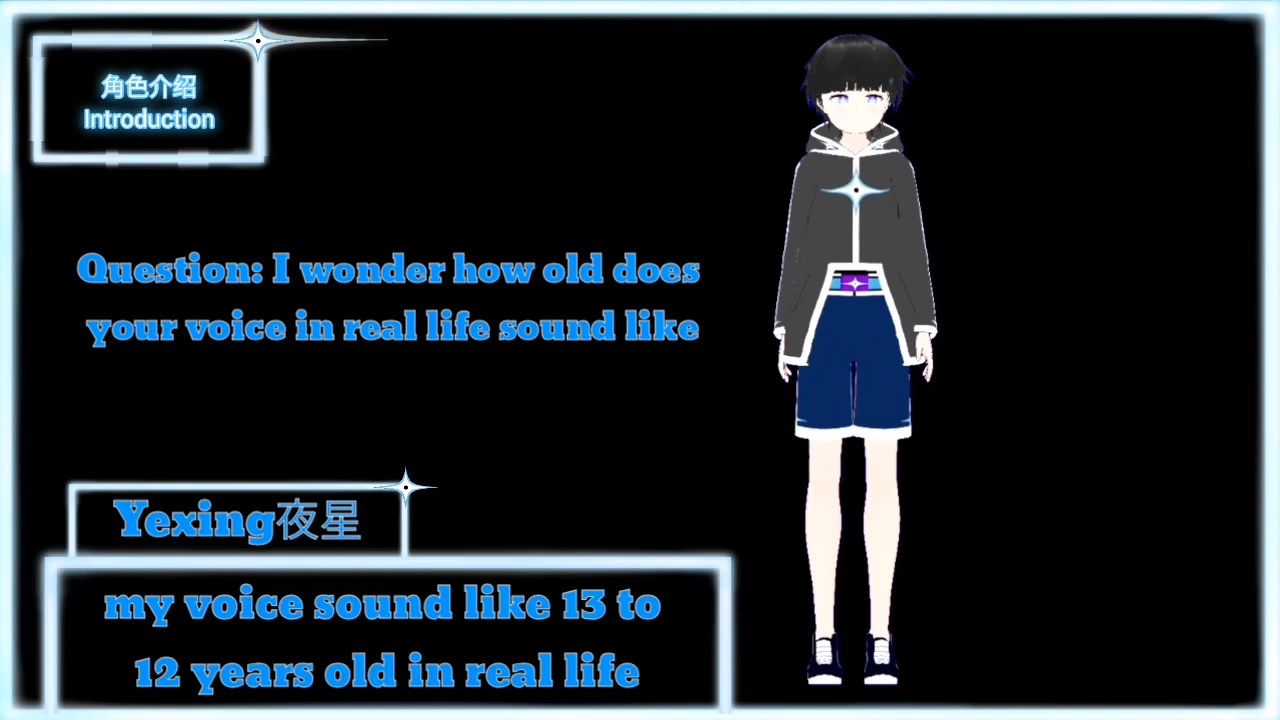 角色介绍
Introduction
Question: I wonder how old does
your voice in real life sound like
Yexing夜星
my voice sound like 13 to
12 years old in real life